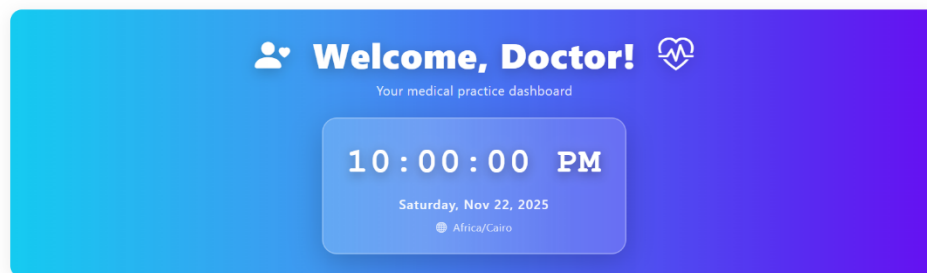 Welcome, Doctor!
Your medical practice dashboard
10:00:00 PM
Saturday, Nov 22, 2025
Africa/Cairo